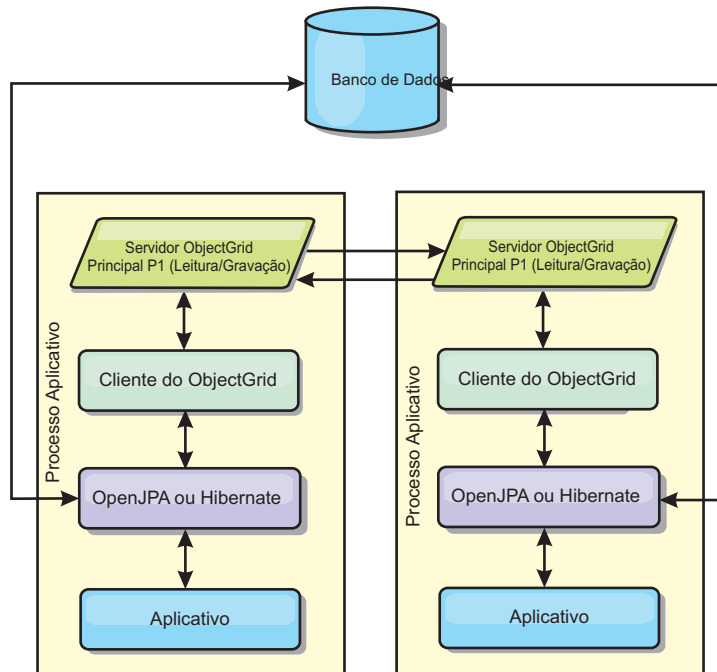 Banco de Dados
Servidor ObjectGrid
Principal P1 (Leitura/Gravação)
Cliente do ObjectGrid
Processo Aplicativo
OpenJPA ou Hibernate
Aplicativo
Servidor ObjectGrid
Principal P1 (Leitura/Gravação)
Cliente do ObjectGrid
Processo Aplicativo
OpenJPA ou Hibernate
Aplicativo